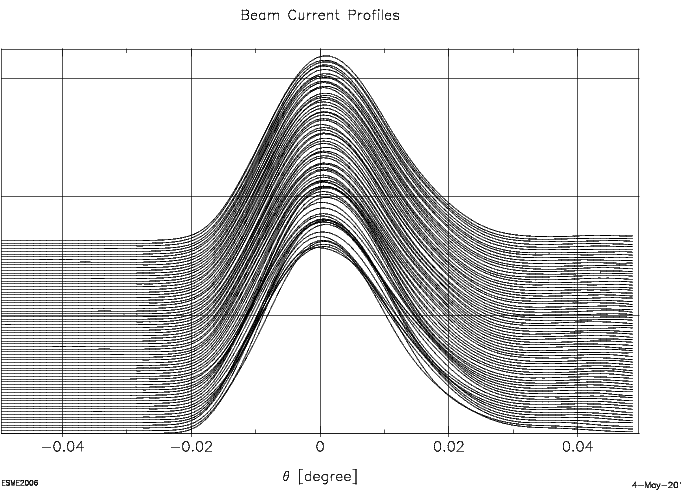 Beam Current Profiles
−0.04 −0.02 0 0.02 0.04
θ [degree]
ESME2006 4−May−201